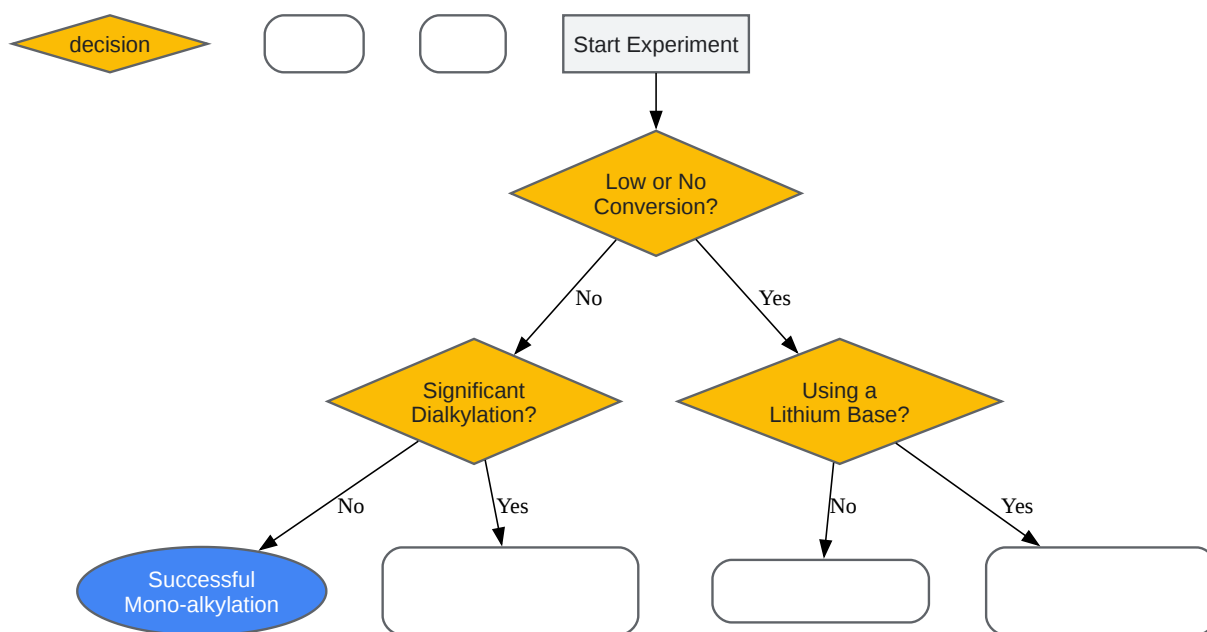 decision
Start Experiment
Low or No
Conversion?
No
Yes
Significant
Dialkylation?
Using a
Lithium Base?
No
Yes
No
Yes
Successful
Mono-alkylation